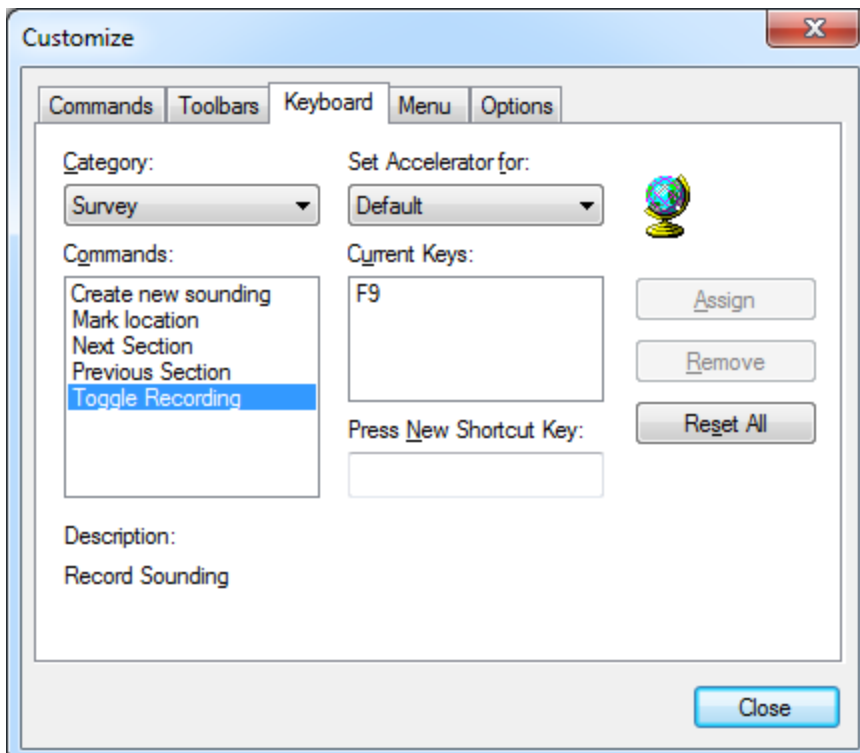 Customize
Commands Toolbars Keyboard Menu Options
Category: Set Accelerator for:
Survey Default
Commands: Current Keys:
Create new sounding
Mark location
Next Section
Previous Section
Toggle Recording
F9
Assign
Remove
Reset All
Press New Shortcut Key:
Description:
Record Sounding
Close